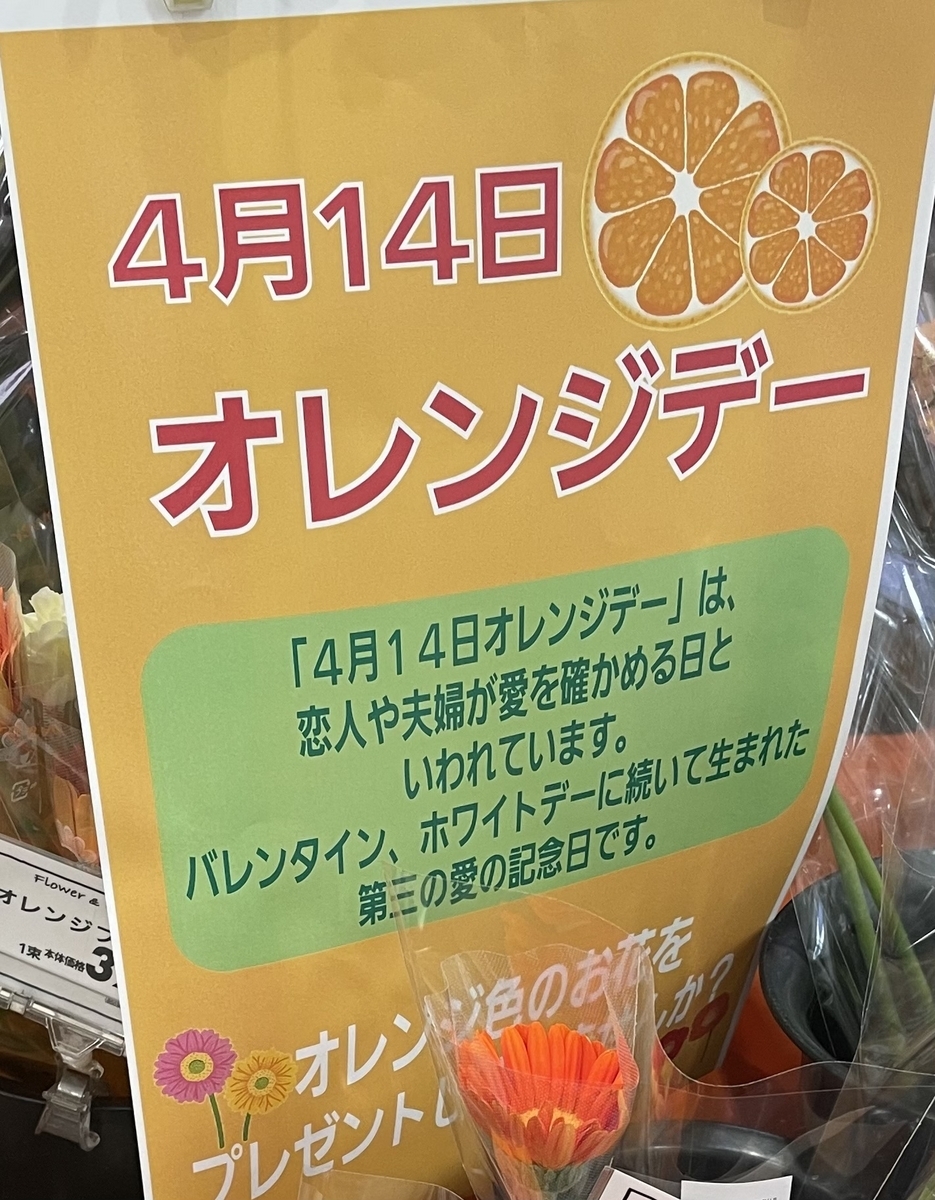 4月14日
オレンジデー
「4月14日オレンジデー」は、
恋人や夫婦が愛を確かめる日と
いわれています。
バレンタイン、ホワイトデーに続いて生まれた
第三の愛の記念日です。
オレンジ色のお花を
プレゼントし
か?
Flower &
オレンジフ
1束 本体価格3